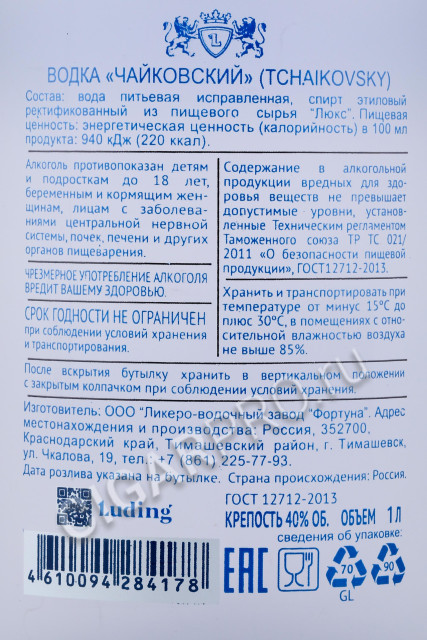 L
ВОДКА «ЧАЙКОВСКИЙ» (TCHAIKOVSKY)
Состав: вода питьевая исправленная, спирт этиловый
ректификованный из пищевого сырья "Люкс". Пищевая
ценность: энергетическая ценность (калорийность) в 100 мл
продукта: 940 кДж (220 ккал).
Алкоголь противопоказан детям
и подросткам до 18 лет,
беременным и кормящим жен-
щинам, лицам с заболева-
ниями центральной нервной
системы, почек, печени и других
органов пищеварения.
ЧРЕЗМЕРНОЕ УПОТРЕБЛЕНИЕ АЛКОГОЛЯ
ВРЕДИТ ВАШЕМУ ЗДОРОВЬЮ.
СРОК ГОДНОСТИ НЕ ОГРАНИЧЕН
при соблюдении условий хранения
и транспортирования.
Содержание в алкогольной
продукции вредных для здо-
ровья веществ не превышает
допустимые уровни, установ-
ленные Техническим регламентом
Таможенного союза ТР ТС 021/
2011 «О безопасности пищевой
продукции», ГОСТ12712-2013.
Хранить и транспортировать при
температуре от минус 15°С до
плюс 30°С, в помещениях с отно-
сительной влажностью воздуха
не выше 85%.
После вскрытия бутылку хранить в вертикальном положении
с закрытым колпачком при соблюдении условий хранения.
Изготовитель: ООО "Ликеро-водочный завод "Фортуна". Адрес
местонахождения и производства: Россия, 352700,
Краснодарский край, Тимашевский район, г. Тимашевск,
ул. Чкалова, 19, тел.: +7 (861) 225-77-93.
Дата розлива указана на бутылке. Страна происхождения: Россия.
ГОСТ 12712-2013
Luding
КРЕПОСТЬ 40% ОБ. ОБЪЕМ 1 Л
сведения об упаковке:
4 610094 284178
EAC
70
90
GL
CIGARPRO.ru